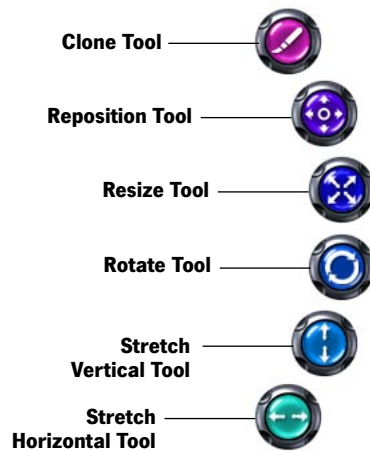 Clone Tool
Reposition Tool
Resize Tool
Rotate Tool
Stretch
Vertical Tool
Stretch
Horizontal Tool